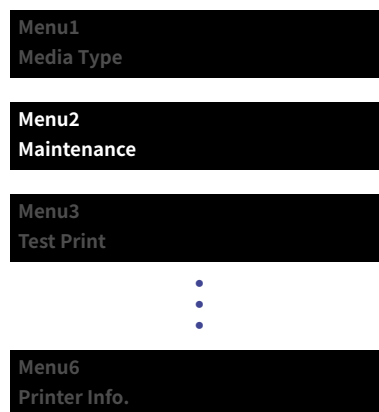 Menu1
Media Type
Menu2
Maintenance
Menu3
Test Print
Menu6
Printer Info.